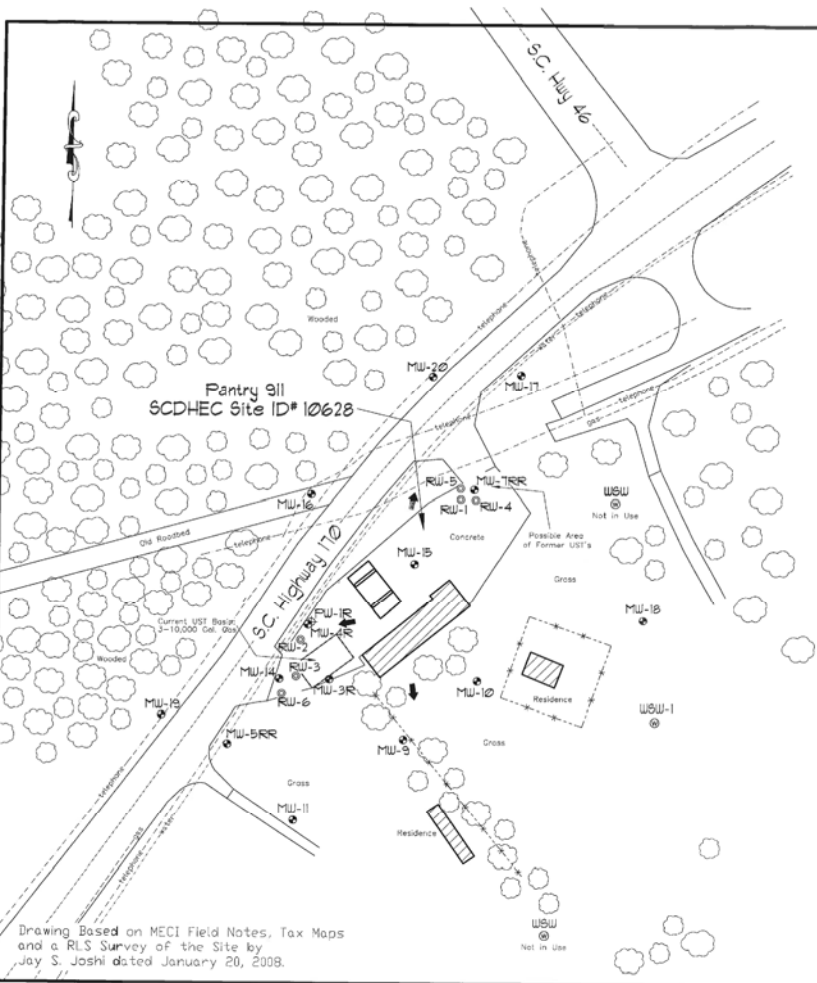 S.C. Hwy 46
telephone
telephone
Wooded
telephone
water
MW-20
MW-17
Pantry 911
SCDHEC Site ID# 10628
telephone
gas
telephone
RW-5
MW-7RR
WSW
MW-16
RW-1
RW-4
Not in Use
Old Roadbed
telephone
S.C. Highway 170
Concrete
Possible Area
of Former UST's
MW-15
Grass
Current UST Basin:
3-10,000 Gal. Gas
PW-1R
MW-4R
MW-18
RW-2
Wooded
RW-3
MW-14
MW-3R
MW-10
Residence
RW-6
MW-19
WSW-1
MW-5RR
MW-9
Grass
telephone
Grass
MW-11
gas
water
telephone
Residence
WSW
Not in Use
Drawing Based on MECI Field Notes, Tax Maps
and a RLS Survey of the Site by
Jay S. Joshi dated January 20, 2008.